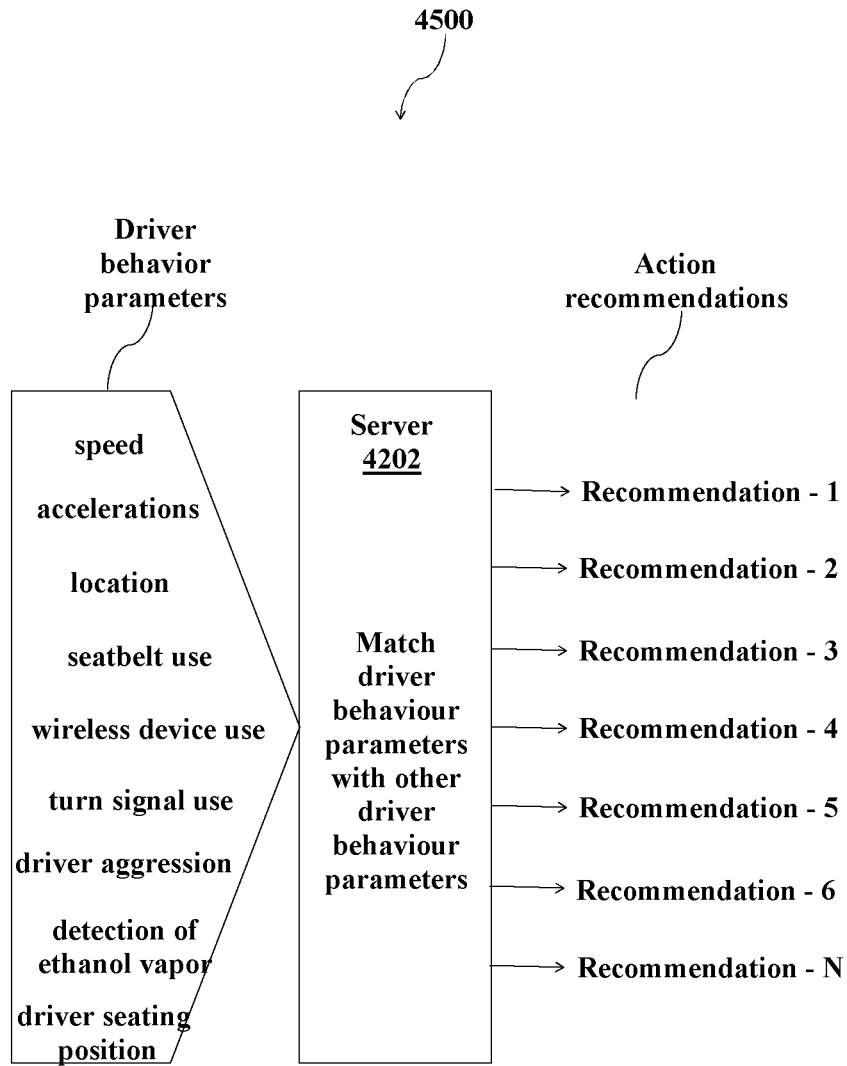 4500
Driver
behavior
parameters
Action
recommendations
speed
accelerations
location
seatbelt use
wireless device use
turn signal use
driver aggression
detection of
ethanol vapor
driver seating
position
Server
4202
Match
driver
behaviour
parameters
with other
driver
behaviour
parameters
Recommendation - 1
Recommendation - 2
Recommendation - 3
Recommendation - 4
Recommendation - 5
Recommendation - 6
Recommendation - N